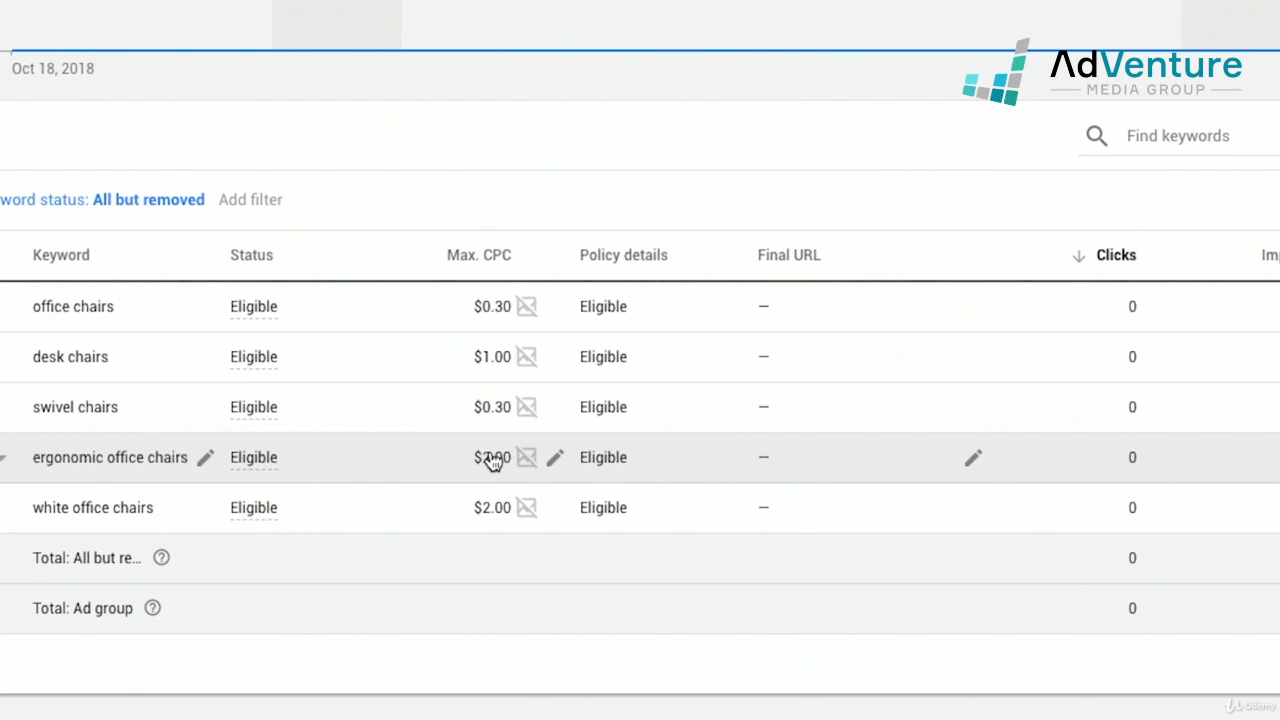 Oct 18, 2018
AdVenture
MEDIA GROUP
Find keywords
word status: All but removed Add filter
Keyword Status Max. CPC Policy details Final URL Clicks Imp
office chairs Eligible $0.30 Eligible — 0
desk chairs Eligible $1.00 Eligible — 0
swivel chairs Eligible $0.30 Eligible — 0
ergonomic office chairs Eligible Eligible — 0
white office chairs Eligible $2.00 Eligible — 0
Total: All but re... 0
Total: Ad group 0
Udemy